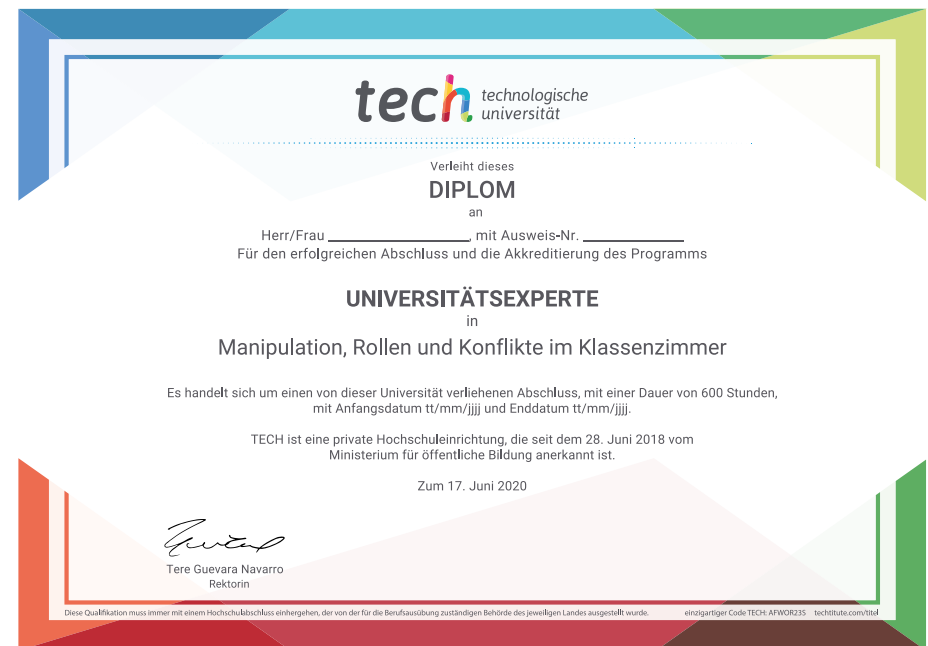 tech technologische
universität
Verleiht dieses
DIPLOM
an
Herr/Frau ____________________, mit Ausweis-Nr. ______________
Für den erfolgreichen Abschluss und die Akkreditierung des Programms
UNIVERSITÄTSEXPERTE
in
Manipulation, Rollen und Konflikte im Klassenzimmer
Es handelt sich um einen von dieser Universität verliehenen Abschluss, mit einer Dauer von 600 Stunden,
mit Anfangsdatum tt/mm/jjjj und Enddatum tt/mm/jjjj.
TECH ist eine private Hochschuleinrichtung, die seit dem 28. Juni 2018 vom
Ministerium für öffentliche Bildung anerkannt ist.
Zum 17. Juni 2020
Tere Guevara Navarro
Rektorin
Diese Qualifikation muss immer mit einem Hochschulabschluss einhergehen, der von der für die Berufsausübung zuständigen Behörde des jeweiligen Landes ausgestellt wurde. einzigartiger Code TECH: AFWOR23S techtitute.com/titel